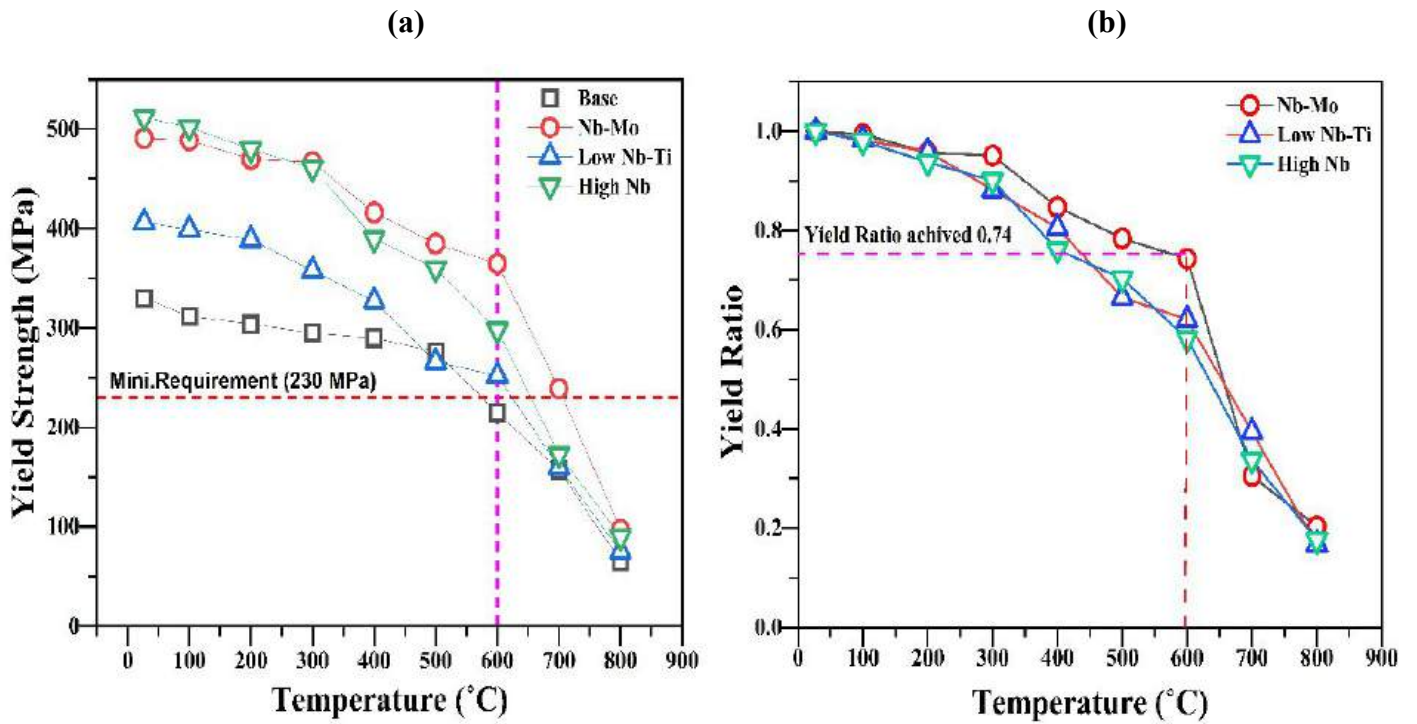 (a)
(b)
Yield Strength (MPa)
500
400
300
200
100
0
Base
Nb-Mo
Low Nb-Ti
High Nb
Mini.Requirement (230 MPa)
0 100 200 300 400 500 600 700 800 900
Temperature (˚C)
Yield Ratio
1.0
0.8
0.6
0.4
0.2
0.0
Nb-Mo
Low Nb-Ti
High Nb
Yield Ratio achived 0.74
0 100 200 300 400 500 600 700 800 900
Temperature (˚C)